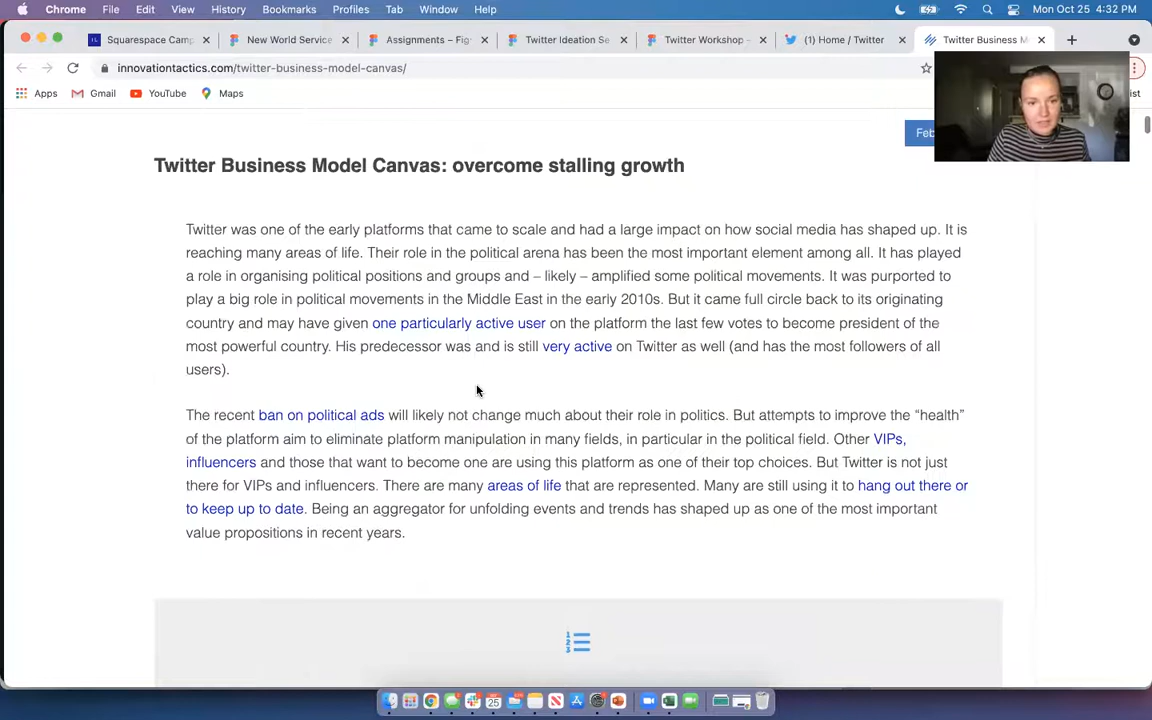 Chrome File Edit View History Bookmarks Profiles Tab Window Help Mon Oct 25 4:32 PM
Squarespace Cam New World Service Assignments – Fig Twitter Ideation Se Twitter Workshop – (1) Home / Twitter Twitter Business M
innovationtactics.com/twitter-business-model-canvas/
Apps Gmail YouTube Maps ist
Feb
Twitter Business Model Canvas: overcome stalling growth
Twitter was one of the early platforms that came to scale and had a large impact on how social media has shaped up. It is
reaching many areas of life. Their role in the political arena has been the most important element among all. It has played
a role in organising political positions and groups and – likely – amplified some political movements. It was purported to
play a big role in political movements in the Middle East in the early 2010s. But it came full circle back to its originating
country and may have given one particularly active user on the platform the last few votes to become president of the
most powerful country. His predecessor was and is still very active on Twitter as well (and has the most followers of all
users).
The recent ban on political ads will likely not change much about their role in politics. But attempts to improve the “health”
of the platform aim to eliminate platform manipulation in many fields, in particular in the political field. Other VIPs,
influencers and those that want to become one are using this platform as one of their top choices. But Twitter is not just
there for VIPs and influencers. There are many areas of life that are represented. Many are still using it to hang out there or
to keep up to date. Being an aggregator for unfolding events and trends has shaped up as one of the most important
value propositions in recent years.
1
2
3